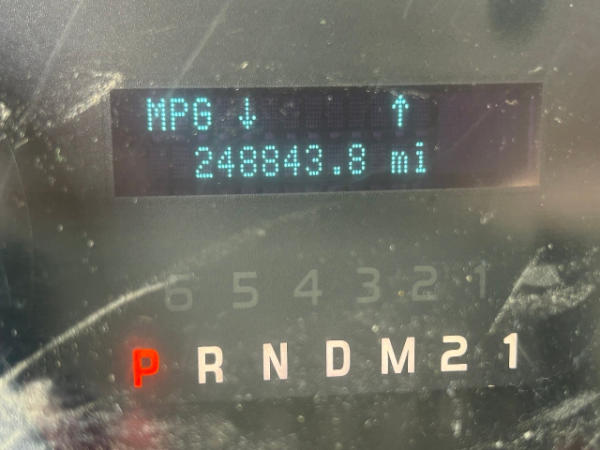 MPG ↓ ↑
248843.8 mi
6 5 4 3 2 1
P R N D M 2 1